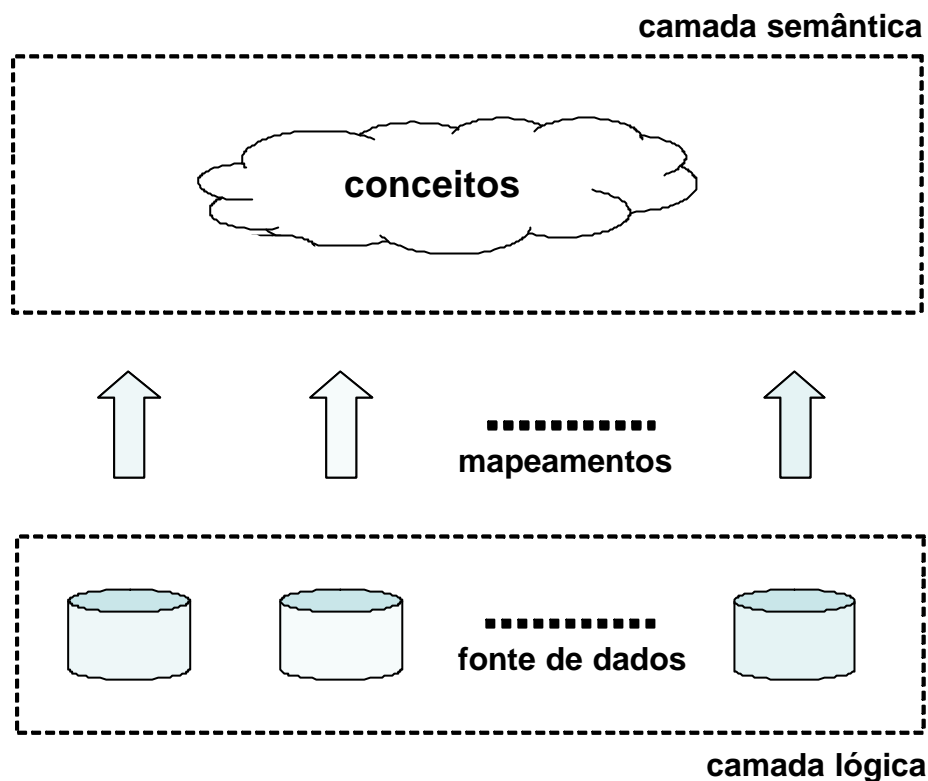 camada semântica
conceitos
mapeamentos
fonte de dados
camada lógica